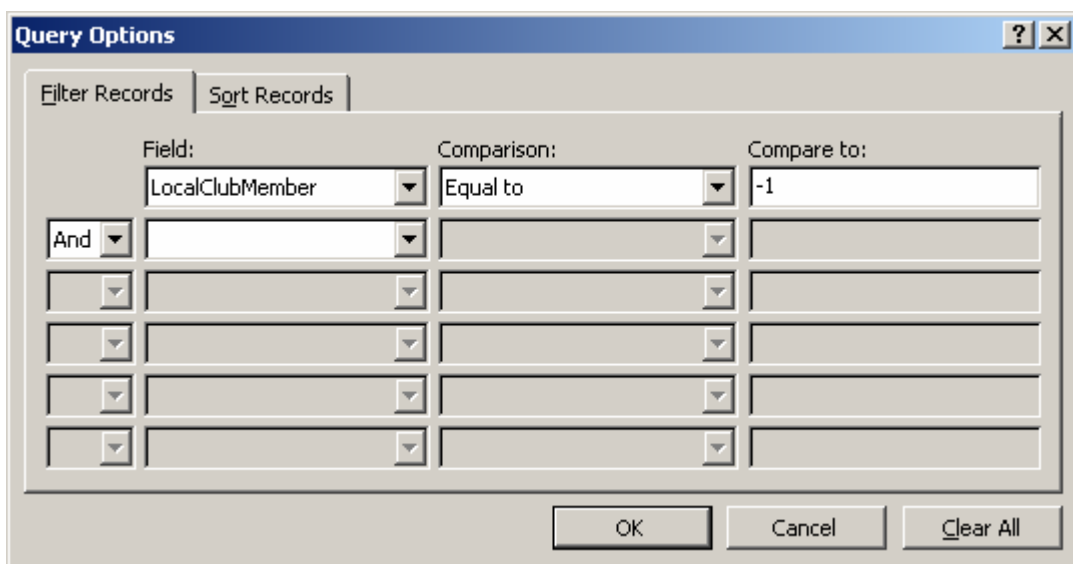 Query Options
Filter Records Sort Records
Field: Comparison: Compare to:
LocalClubMember Equal to -1
And
OK Cancel Clear All